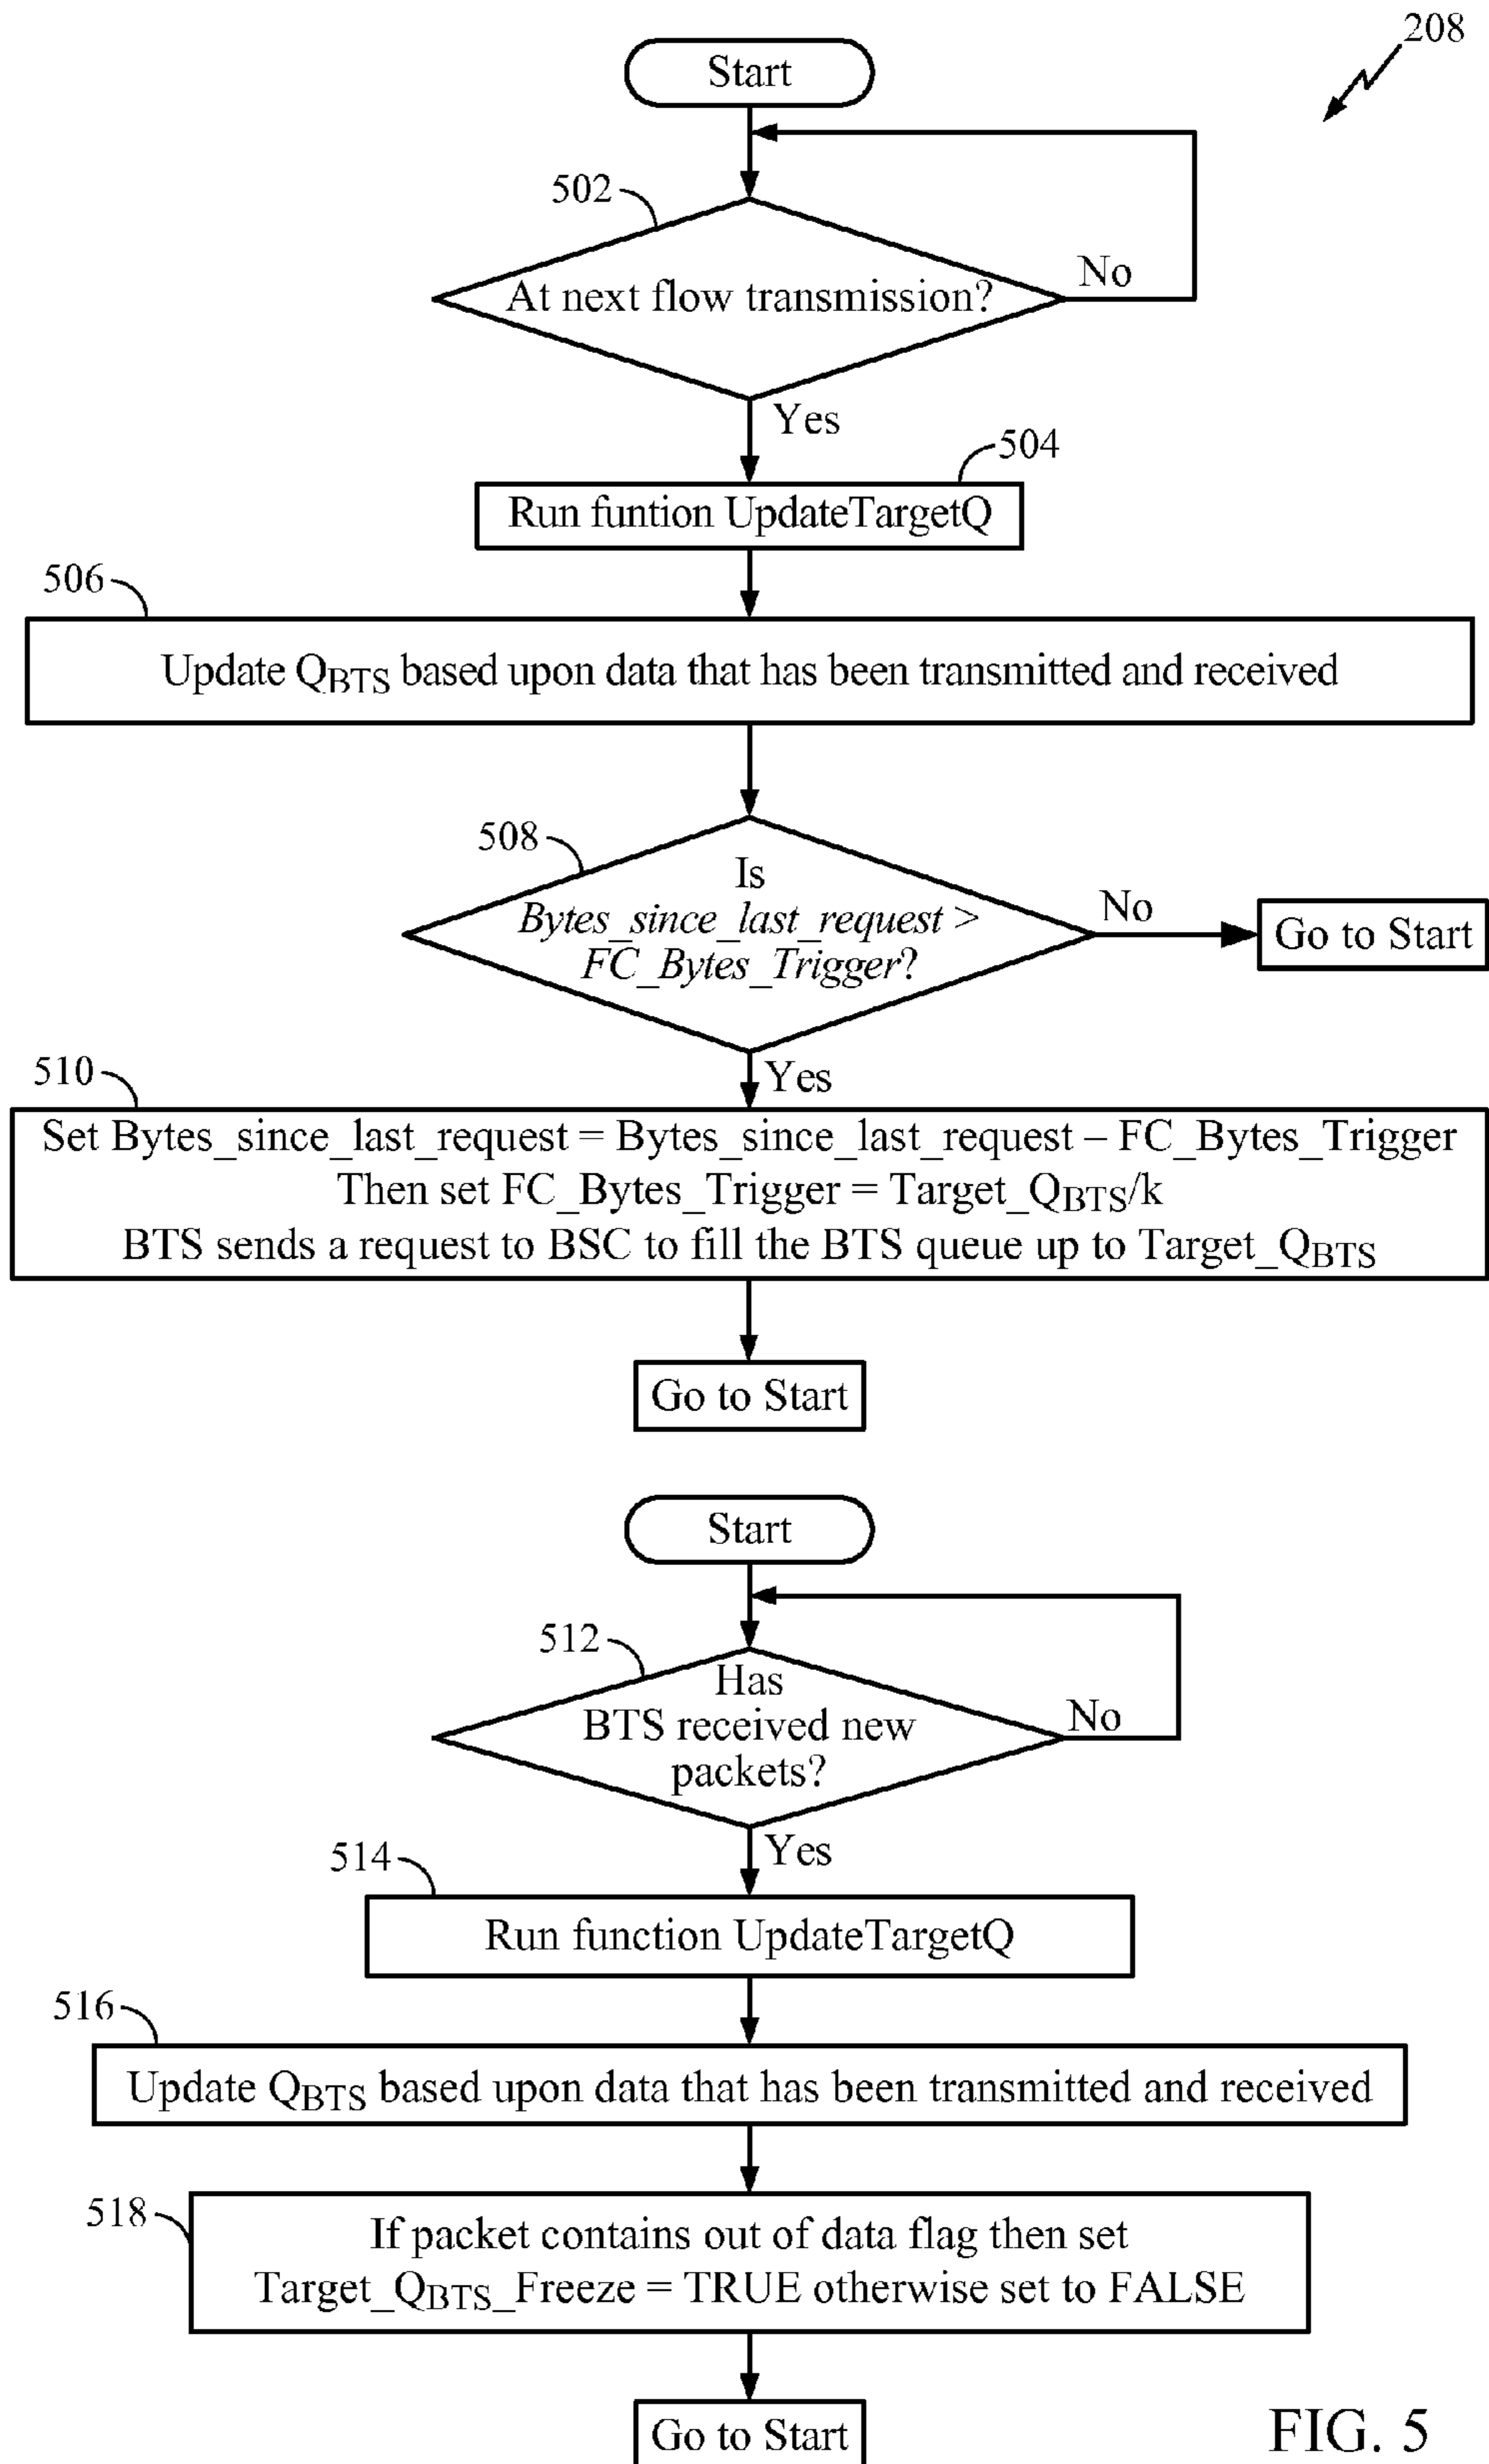 208
Start
502
At next flow transmission?
No
Yes
504
Run funtion UpdateTargetQ
506
Update QBTS based upon data that has been transmitted and received
508
Is
Bytes_since_last_request >
FC_Bytes_Trigger?
No
Go to Start
Yes
510
Set Bytes_since_last_request = Bytes_since_last_request – FC_Bytes_Trigger
Then set FC_Bytes_Trigger = Target_QBTS/k
BTS sends a request to BSC to fill the BTS queue up to Target_QBTS
Go to Start
Start
512
Has
BTS received new
packets?
No
Yes
514
Run function UpdateTargetQ
516
Update QBTS based upon data that has been transmitted and received
518
If packet contains out of data flag then set
Target_QBTS_Freeze = TRUE otherwise set to FALSE
Go to Start
FIG. 5